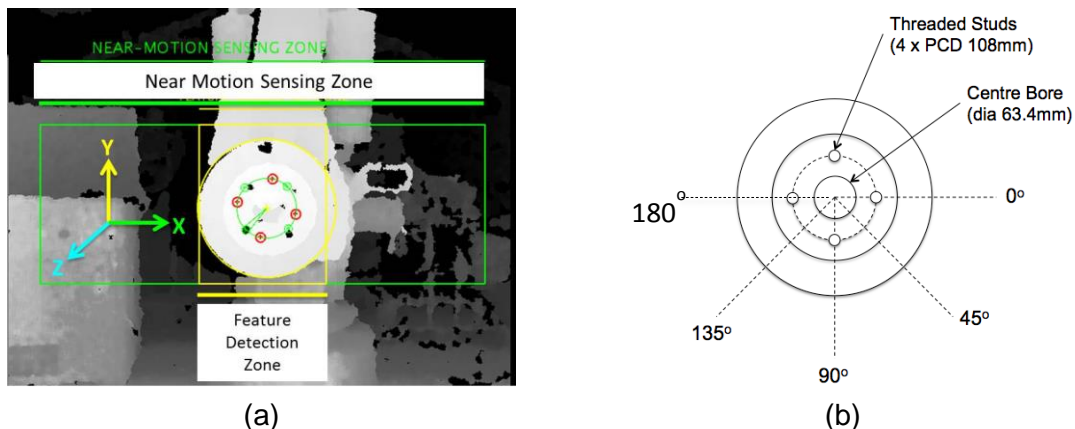 NEAR-MOTION SENSING ZONE
Near Motion Sensing Zone
Y
X
Z
Feature
Detection
Zone
(a)
Threaded Studs
(4 x PCD 108mm)
Centre Bore
(dia 63.4mm)
180º
0º
135º
45º
90º
(b)